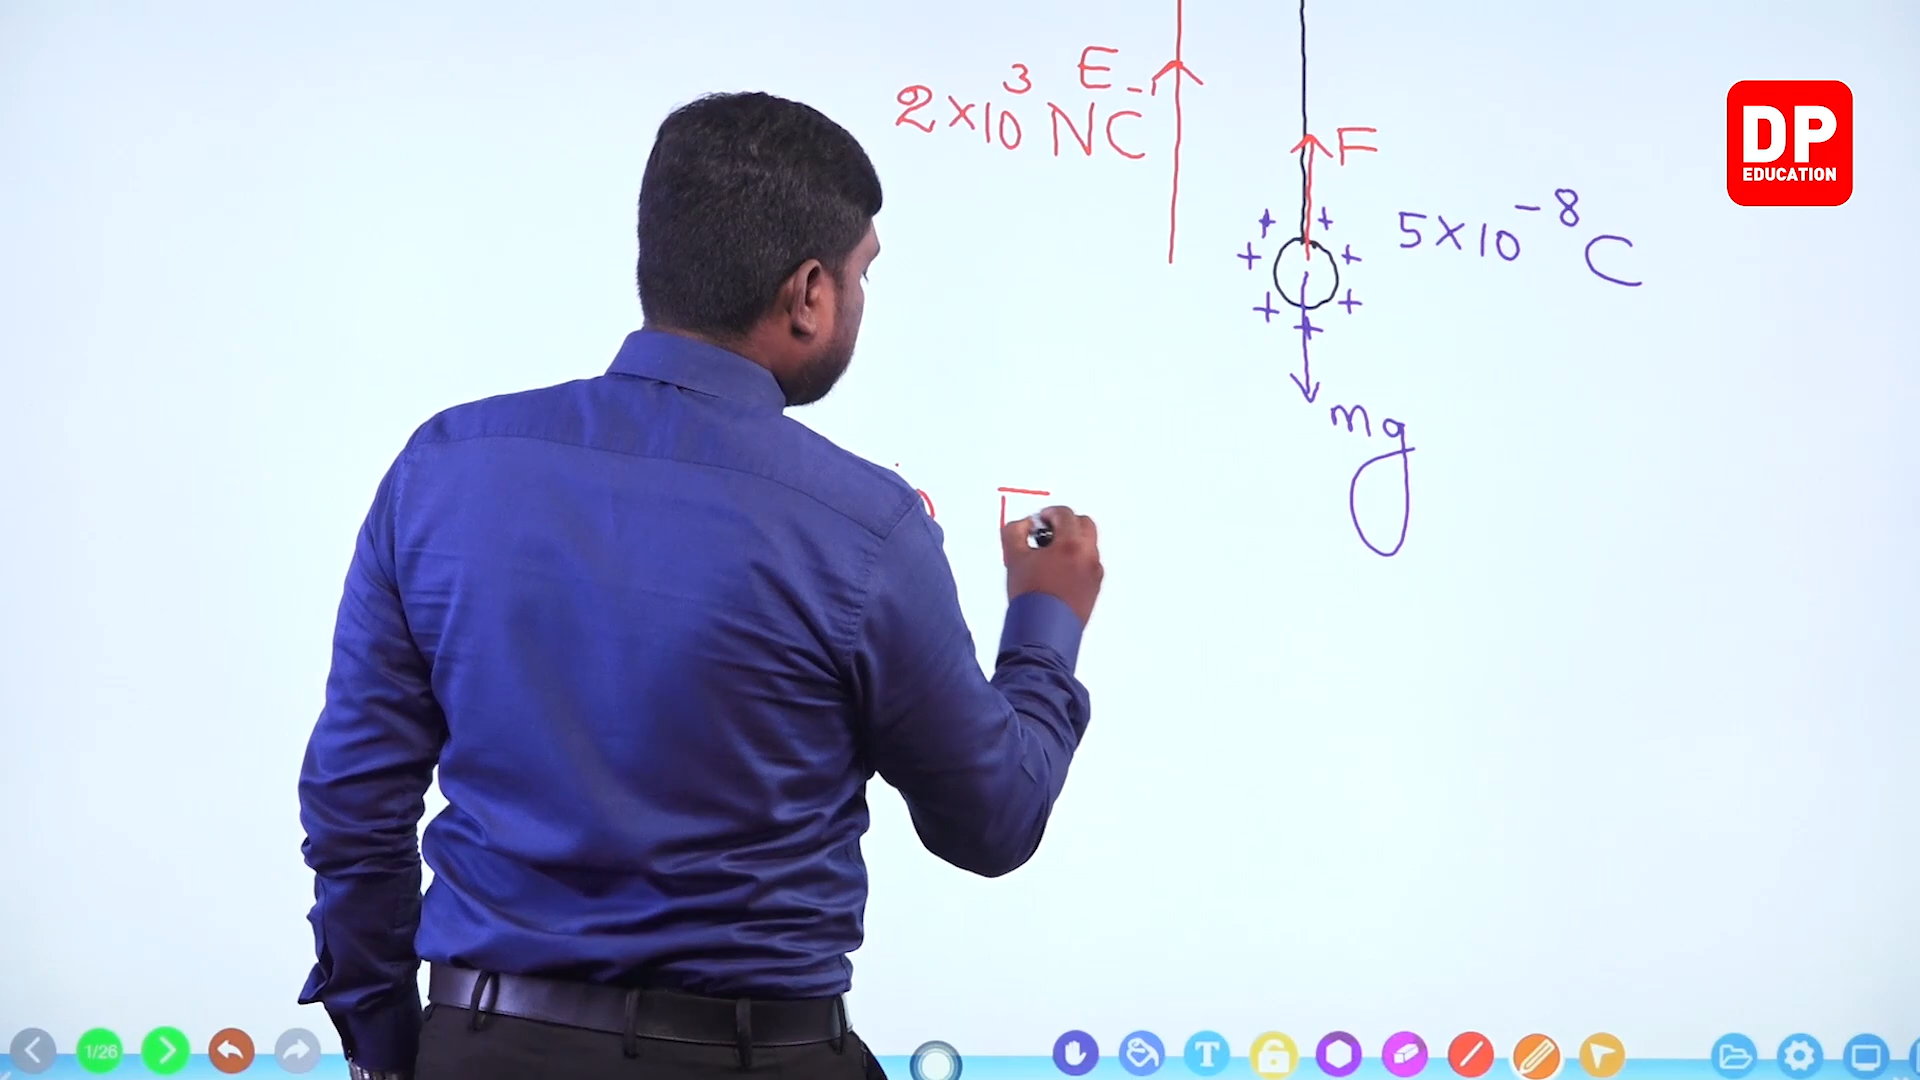 E
2×10³ NC⁻¹
F
5×10⁻⁸ C
mg
DP
EDUCATION
1/26
T